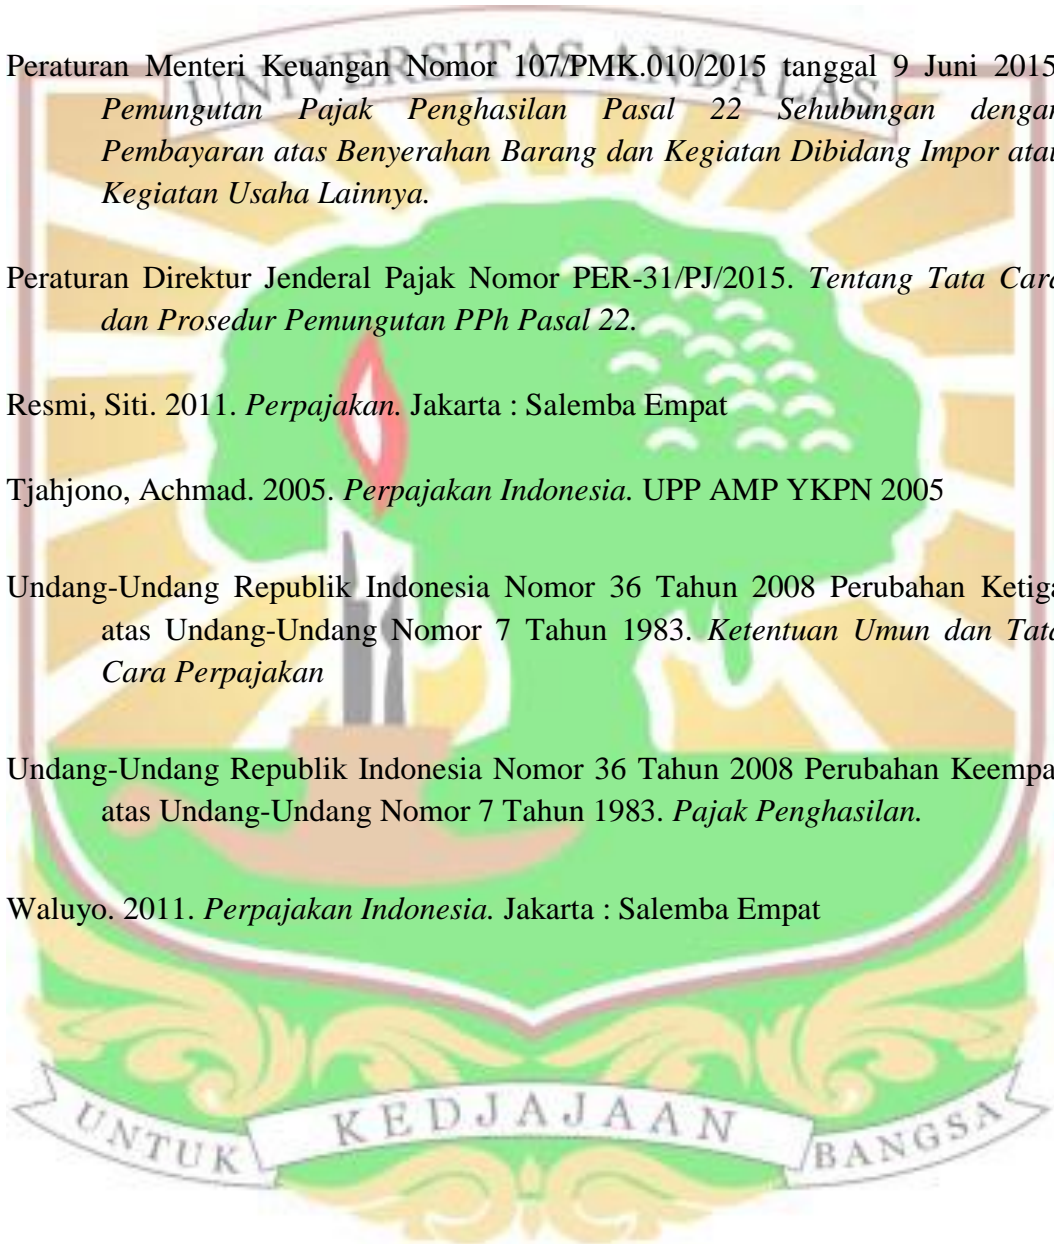 UNIVERSITAS ANDALAS
Peraturan Menteri Keuangan Nomor 107/PMK.010/2015 tanggal 9 Juni 2015
Pemungutan Pajak Penghasilan Pasal 22 Sehubungan dengan
Pembayaran atas Benyerahan Barang dan Kegiatan Dibidang Impor atau
Kegiatan Usaha Lainnya.
Peraturan Direktur Jenderal Pajak Nomor PER-31/PJ/2015. Tentang Tata Cara
dan Prosedur Pemungutan PPh Pasal 22.
Resmi, Siti. 2011. Perpajakan. Jakarta : Salemba Empat
Tjahjono, Achmad. 2005. Perpajakan Indonesia. UPP AMP YKPN 2005
Undang-Undang Republik Indonesia Nomor 36 Tahun 2008 Perubahan Ketiga
atas Undang-Undang Nomor 7 Tahun 1983. Ketentuan Umun dan Tata
Cara Perpajakan
Undang-Undang Republik Indonesia Nomor 36 Tahun 2008 Perubahan Keempa
atas Undang-Undang Nomor 7 Tahun 1983. Pajak Penghasilan.
Waluyo. 2011. Perpajakan Indonesia. Jakarta : Salemba Empat
UNTUK KEDJAJAAN BANGSA